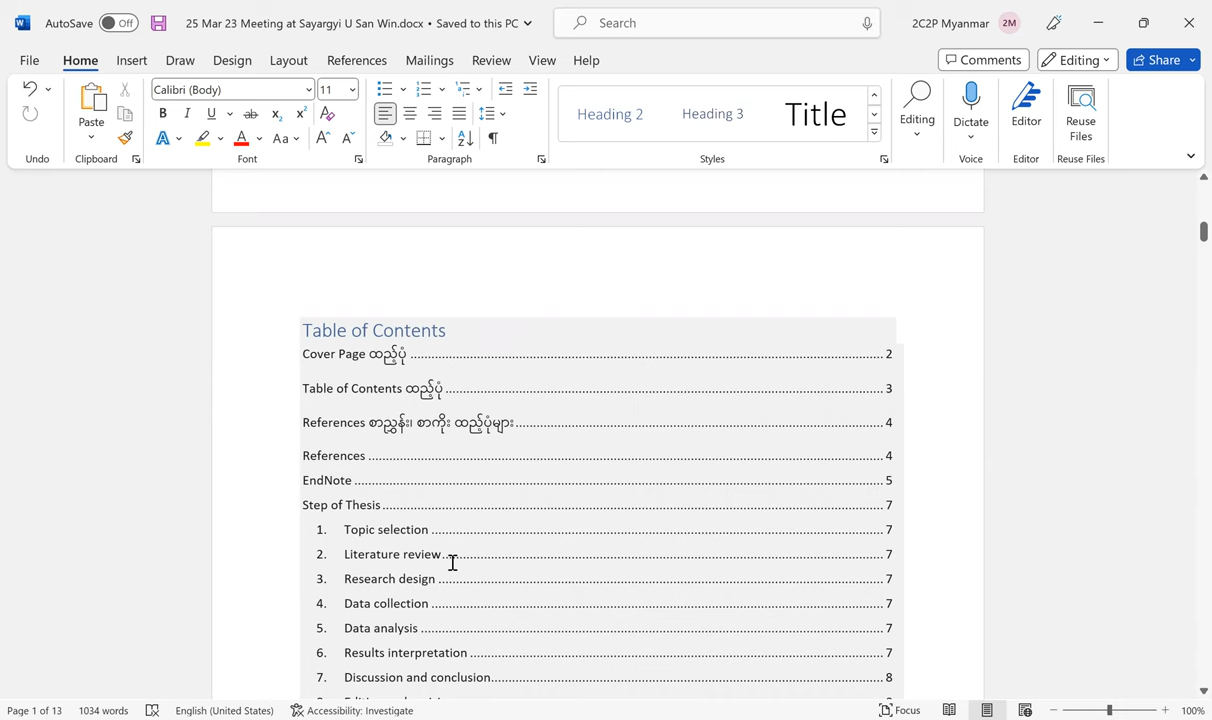 AutoSave Off 25 Mar 23 Meeting at Sayargyi U San Win.docx • Saved to this PC Search 2C2P Myanmar 2M
File Home Insert Draw Design Layout References Mailings Review View Help Comments Editing Share
Calibri (Body) 11
Paste
Heading 2 Heading 3 Title
Editing Dictate Editor Reuse Files
Undo Clipboard Font Paragraph Styles Voice Editor Reuse Files
Table of Contents
Cover Page ထည့်ပုံ ........ 2
Table of Contents ထည့်ပုံ ........ 3
References စာညွှန်း၊ စာကိုး ထည့်ပုံများ ........ 4
References ........ 4
EndNote ........ 5
Step of Thesis ........ 7
1. Topic selection ........ 7
2. Literature review ........ 7
3. Research design ........ 7
4. Data collection ........ 7
5. Data analysis ........ 7
6. Results interpretation ........ 7
7. Discussion and conclusion ........ 8
Page 1 of 13 1034 words English (United States) Accessibility: Investigate Focus 100%